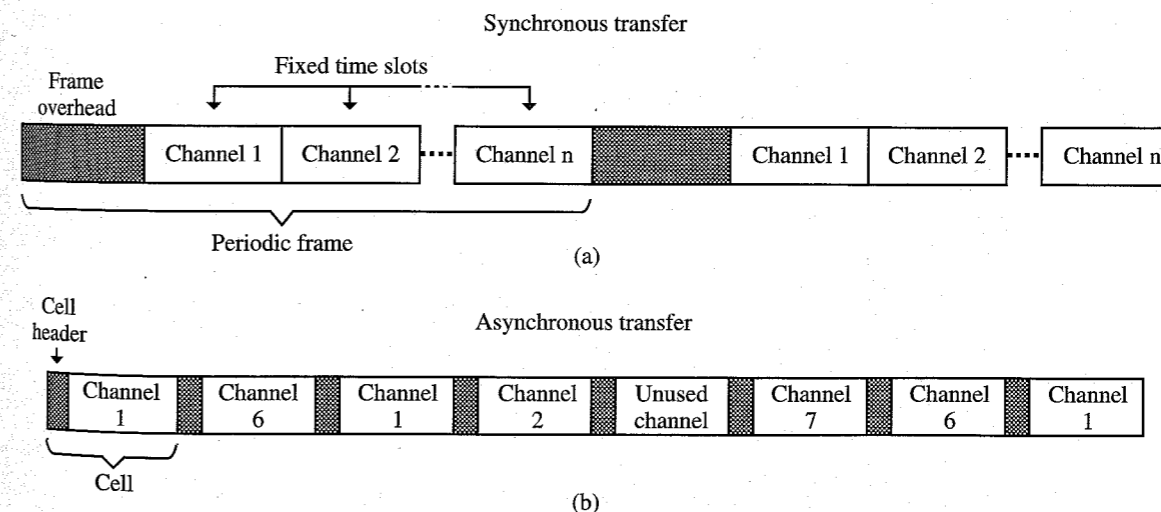 Synchronous transfer
Fixed time slots
Frame
overhead
Channel 1 Channel 2 Channel n Channel 1 Channel 2 Channel n
Periodic frame
(a)
Cell
header
Asynchronous transfer
Channel
1
Channel
6
Channel
1
Channel
2
Unused
channel
Channel
7
Channel
6
Channel
1
Cell
(b)